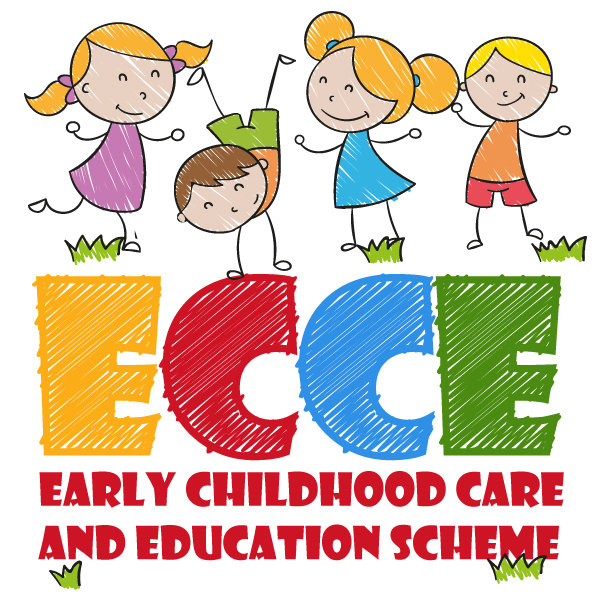 ECCE
EARLY CHILDHOOD CARE
AND EDUCATION SCHEME